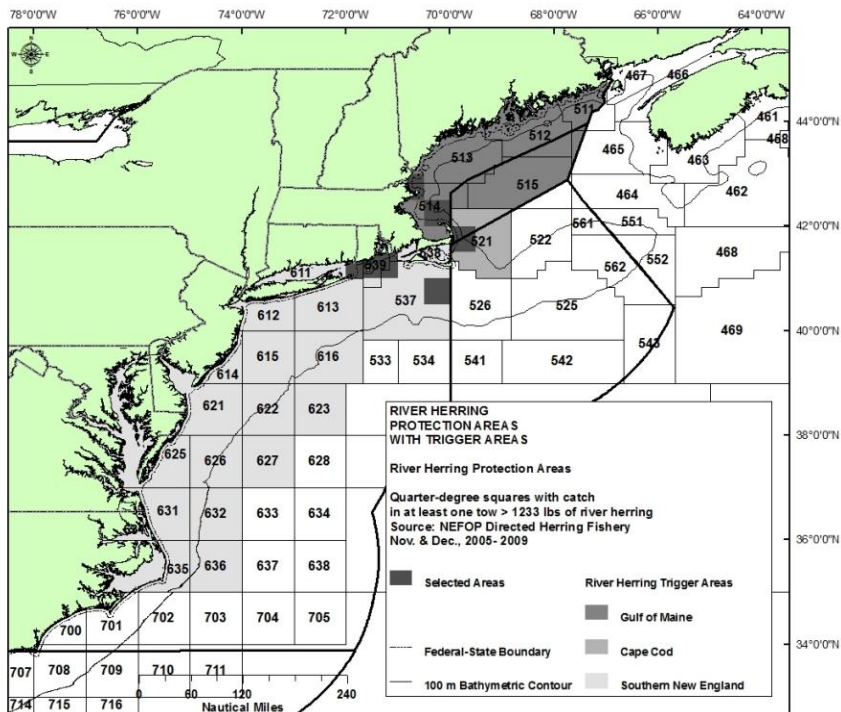 78°0'0"W 76°0'0"W 74°0'0"W 72°0'0"W 70°0'0"W 68°0'0"W 66°0'0"W 64°0'0"W
N
W E
S
467 466
511 461
44°0'0"N
512 465 468
513 463
515 464 462
514
42°0'0"N
521 522 561 551
538
611 539 552 468
562
537 526 525
612 613
40°0'0"N
543 469
615 616 533 534 541 542
614
621 622 623
RIVER HERRING
PROTECTION AREAS
WITH TRIGGER AREAS
38°0'0"N
625 626 627 628
River Herring Protection Areas
Quarter-degree squares with catch
in at least one tow > 1233 lbs of river herring
Source: NEFOP Directed Herring Fishery
Nov. & Dec., 2005- 2009
631 632 633 634
36°0'0"N
635 636 637 638
Selected Areas River Herring Trigger Areas
Gulf of Maine
700 701 702 703 704 705
Federal-State Boundary Cape Cod
34°0'0"N
707 708 709 710 711
100 m Bathymetric Contour Southern New England
0 60 120 240
714 715 716 Nautical Miles